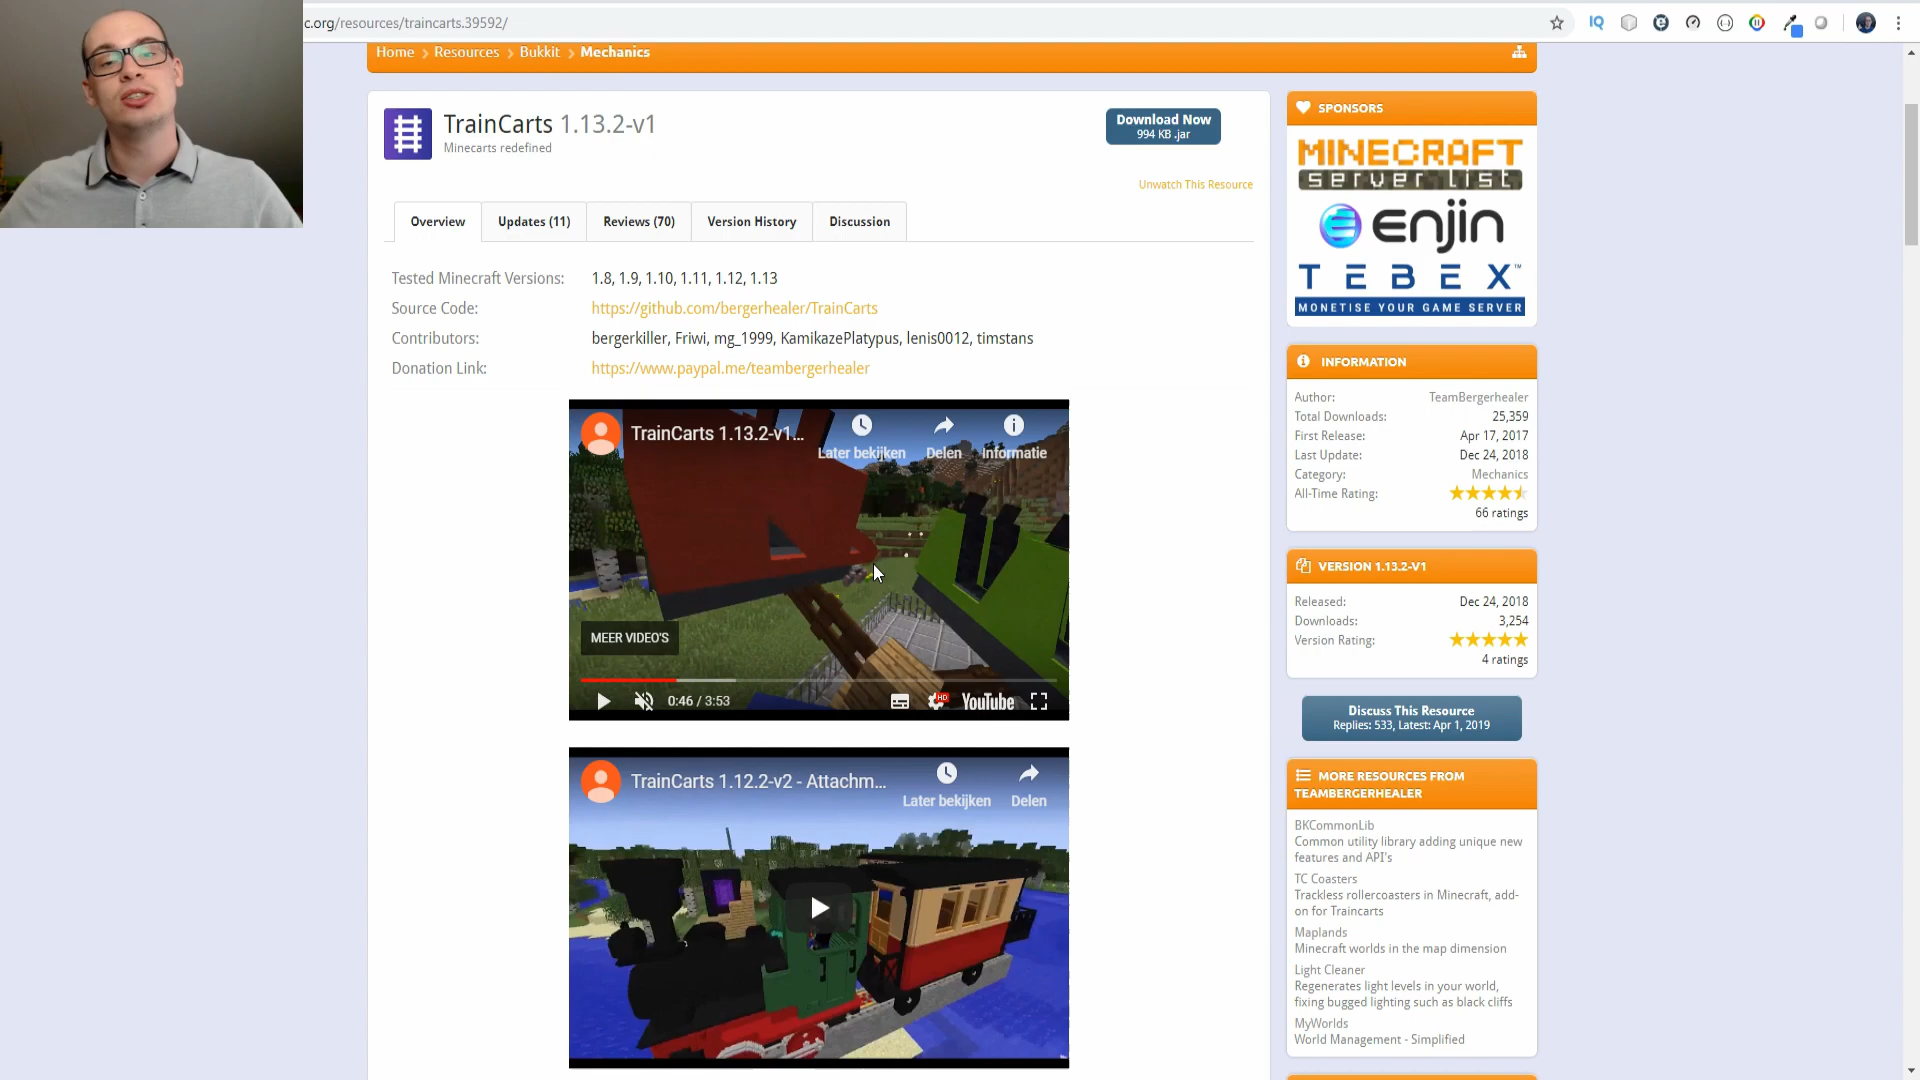 c.org/resources/traincarts.39592/
Home > Resources > Bukkit > Mechanics
TrainCarts 1.13.2-v1
Minecarts redefined
Download Now
994 KB .jar
Unwatch This Resource
Overview
Updates (11)
Reviews (70)
Version History
Discussion
Tested Minecraft Versions: 1.8, 1.9, 1.10, 1.11, 1.12, 1.13
Source Code: https://github.com/bergerhealer/TrainCarts
Contributors: bergerkiller, Friwi, mg_1999, KamikazePlatypus, lenis0012, timstans
Donation Link: https://www.paypal.me/teambergerhealer
TrainCarts 1.13.2-v1...
Later bekijken
Delen
Informatie
MEER VIDEO'S
0:46 / 3:53
HD
YouTube
TrainCarts 1.12.2-v2 - Attachm...
Later bekijken
Delen
SPONSORS
MINECRAFT
server list
enjin
TEBEX™
MONETISE YOUR GAME SERVER
INFORMATION
Author: TeamBergerhealer
Total Downloads: 25,359
First Release: Apr 17, 2017
Last Update: Dec 24, 2018
Category: Mechanics
All-Time Rating:
66 ratings
VERSION 1.13.2-V1
Released: Dec 24, 2018
Downloads: 3,254
Version Rating:
4 ratings
Discuss This Resource
Replies: 533, Latest: Apr 1, 2019
MORE RESOURCES FROM
TEAMBERGERHEALER
BKCommonLib
Common utility library adding unique new
features and API's
TC Coasters
Trackless rollercoasters in Minecraft, add-
on for Traincarts
Maplands
Minecraft worlds in the map dimension
Light Cleaner
Regenerates light levels in your world,
fixing bugged lighting such as black cliffs
MyWorlds
World Management - Simplified
IQ